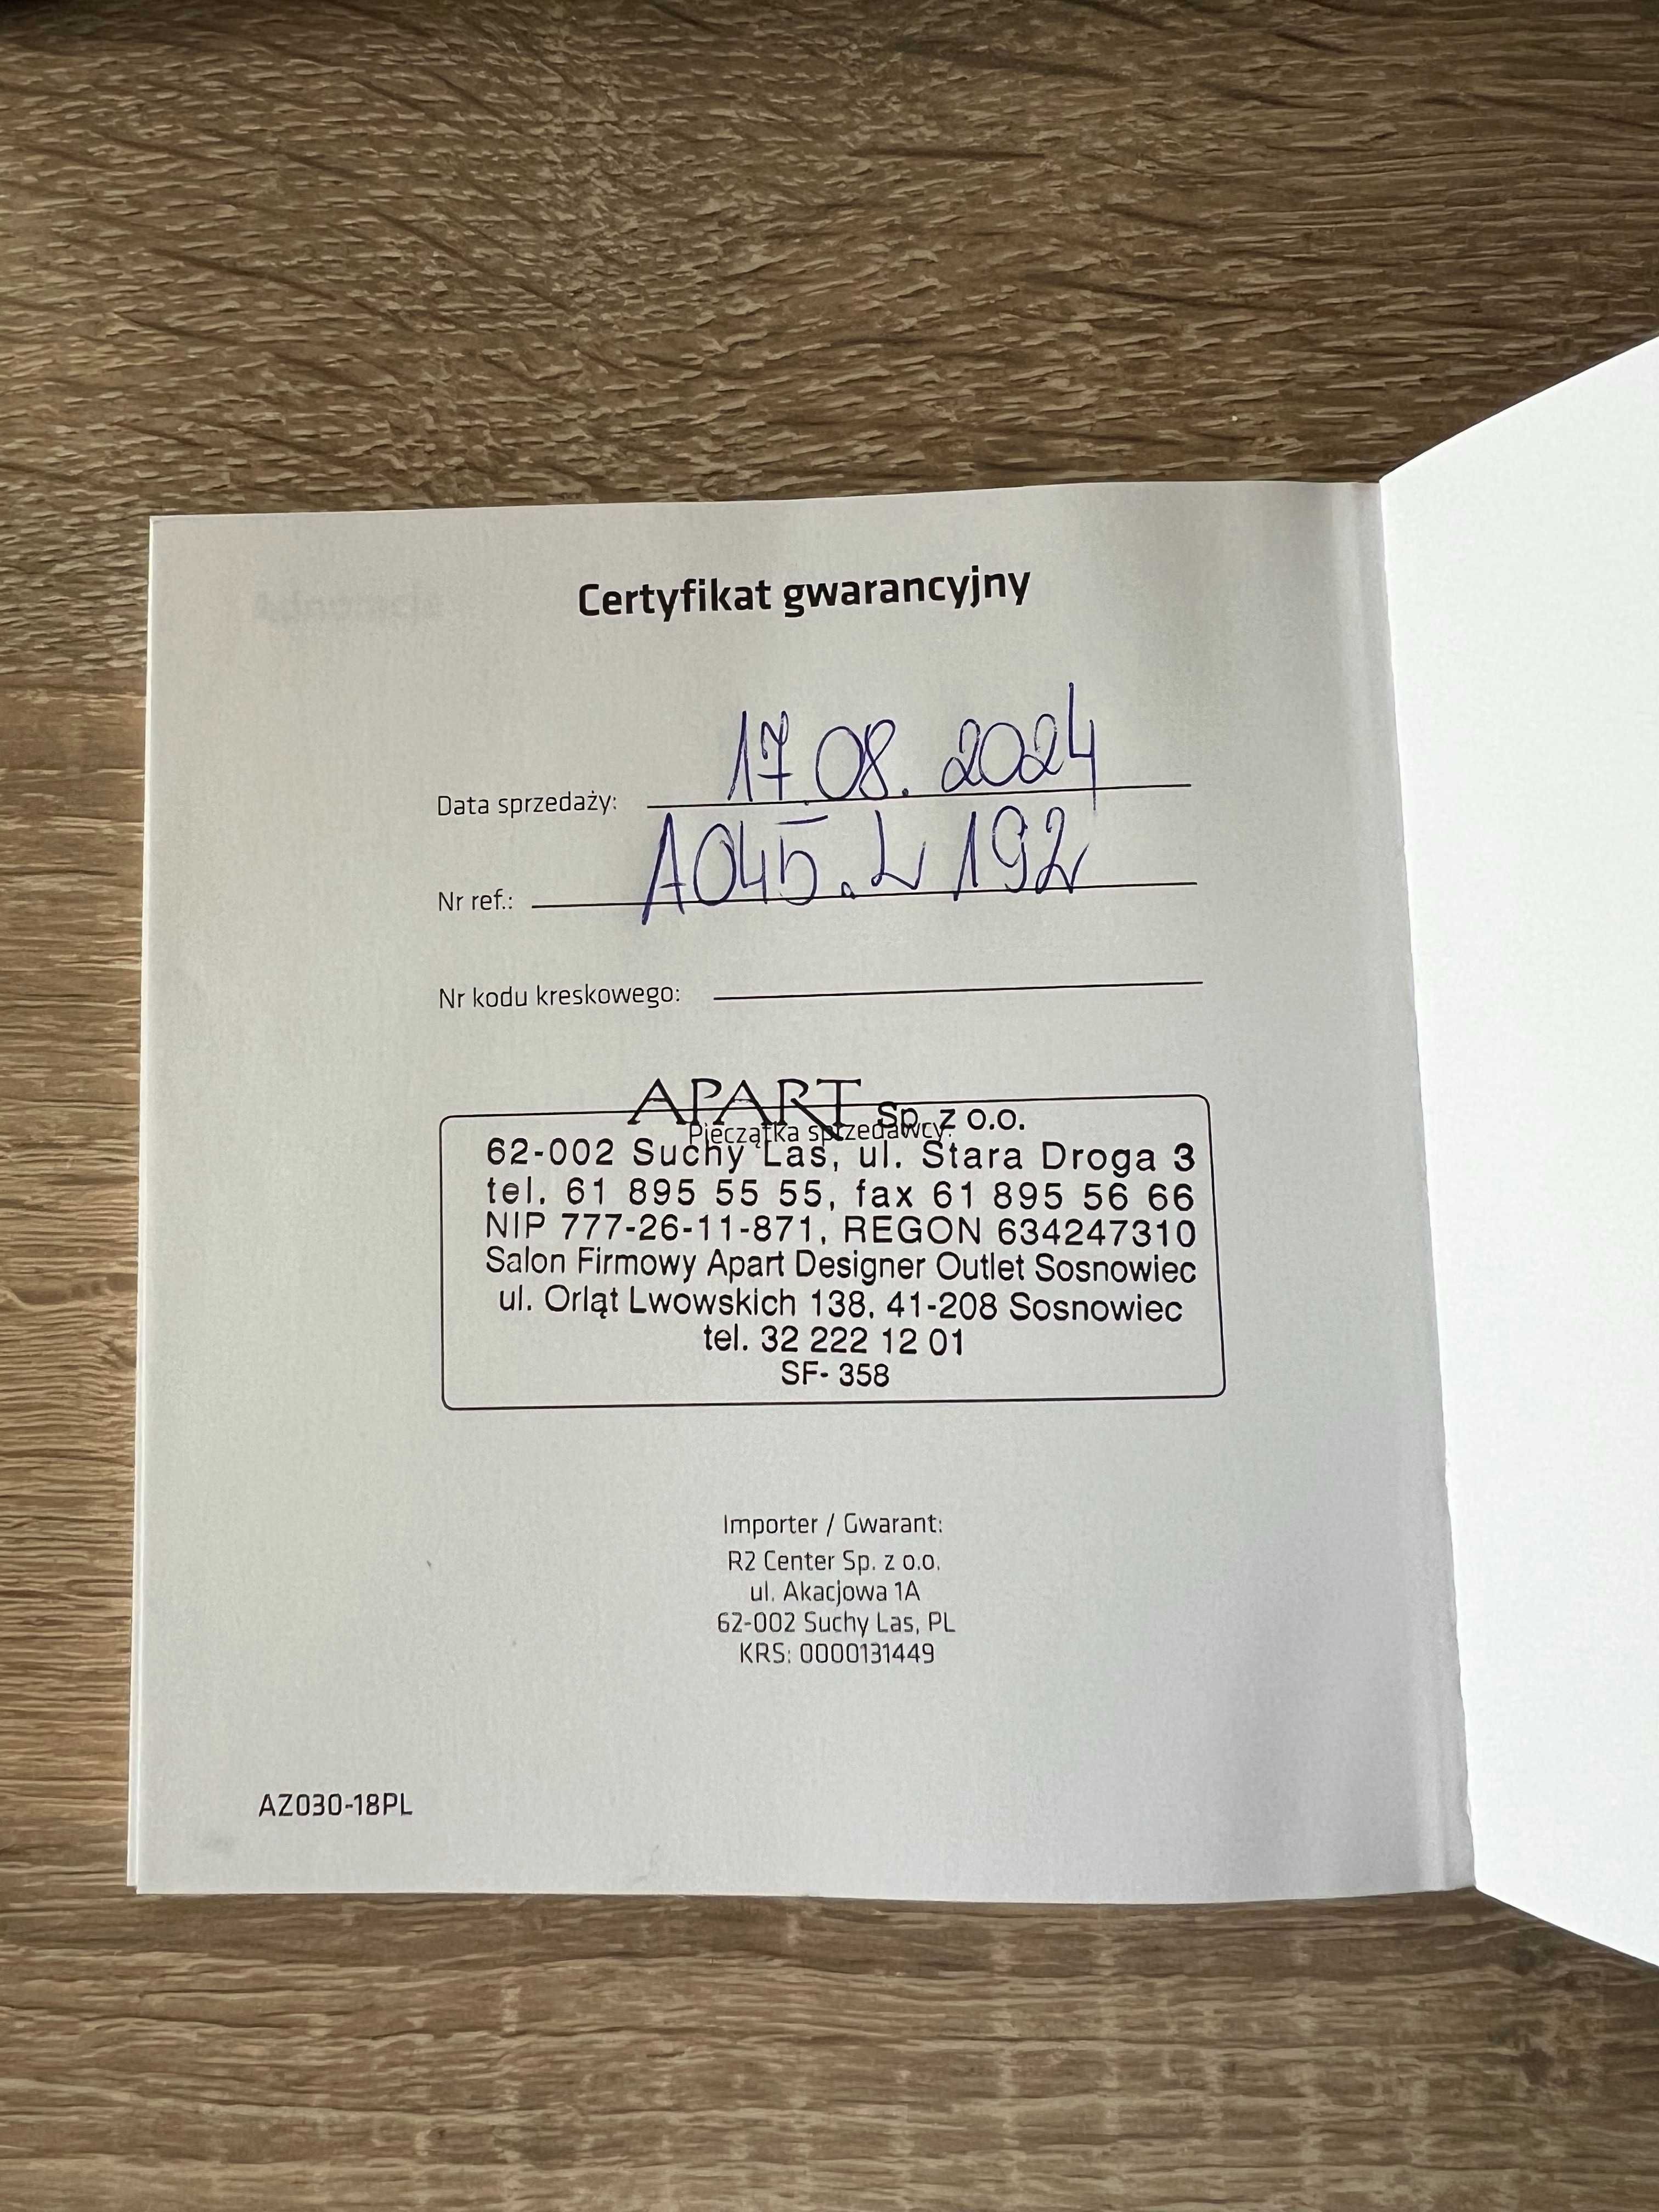 Certyfikat gwarancyjny
Data sprzedaży: 17.08.2024
Nr ref.: A045.L192
Nr kodu kreskowego:
APART Sp. z o.o.
Pieczątka sprzedawcy:
62-002 Suchy Las, ul. Stara Droga 3
tel. 61 895 55 55, fax 61 895 56 66
NIP 777-26-11-871, REGON 634247310
Salon Firmowy Apart Designer Outlet Sosnowiec
ul. Orląt Lwowskich 138, 41-208 Sosnowiec
tel. 32 222 12 01
SF- 358
Importer / Gwarant:
R2 Center Sp. z o.o.
ul. Akacjowa 1A
62-002 Suchy Las, PL
KRS: 0000131449
AZ030-18PL